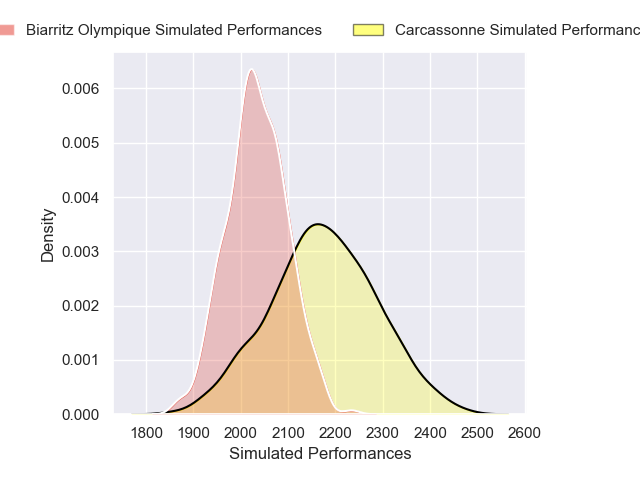 Biarritz Olympique Simulated Performances Carcassonne Simulated
0.006
0.005
0.004
0.003
0.002
0.001
0.000
Density
1800 1900 2000 2100 2200 2300 2400 2500 2600
Simulated Performances